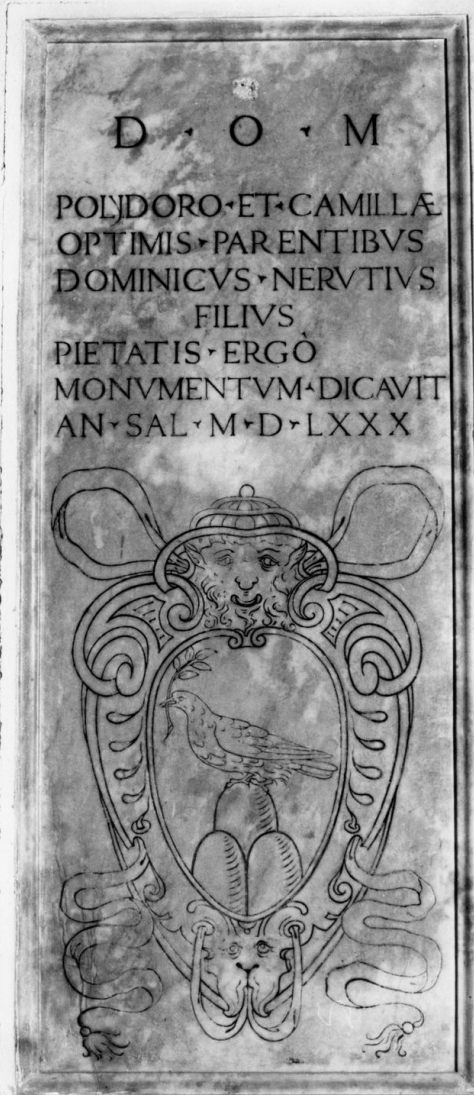 D · O · M
POLYDORO · ET · CAMILLÆ
OPTIMIS · PARENTIBVS
DOMINICVS · NERVTIVS
FILIVS
PIETATIS · ERGÒ
MONVMENTVM · DICAVIT
AN · SAL · M · D · LXXX